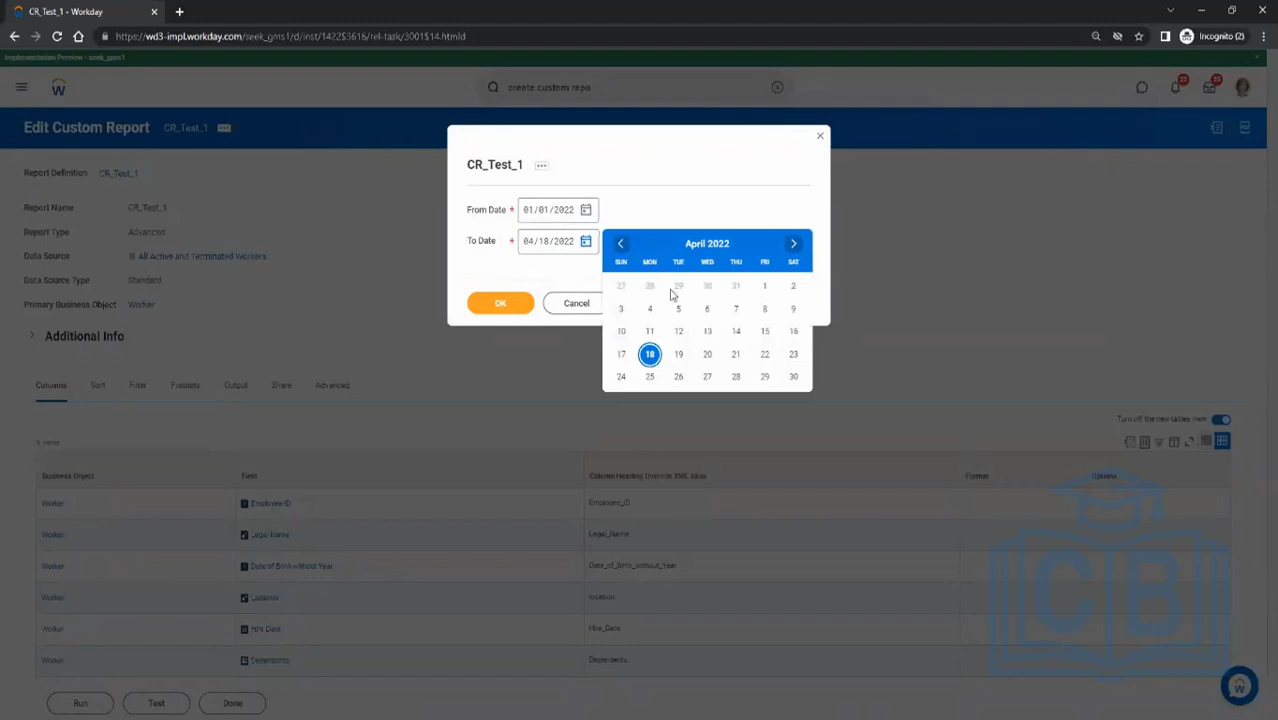 CR_Test_1 - Workday
https://wd3-impl.workday.com/seek_gms1/d/inst/1422$3616/rel-task/3001$14.htmld
Incognito (2)
Implementation Preview - seek_gms1
create custom repo
Edit Custom Report CR_Test_1
Report Definition CR_Test_1
Report Name CR_Test_1
Report Type Advanced
Data Source All Active and Terminated Workers
Data Source Type Standard
Primary Business Object Worker
Additional Info
CR_Test_1
From Date * 01/01/2022
To Date * 04/18/2022
OK Cancel
April 2022
SUN MON TUE WED THU FRI SAT
27 28 29 30 31 1 2
3 4 5 6 7 8 9
10 11 12 13 14 15 16
17 18 19 20 21 22 23
24 25 26 27 28 29 30
Columns Sort Filter Prompts Output Share Advanced
Turn off the new tables view
items
Business Object Field Column Heading Override XML Alias Format Options
Worker Employee ID Employee_ID
Worker Legal Name Legal_Name
Worker Date of Birth without Year Date_of_Birth_without_Year
Worker Location location
Worker Hire Date Hire_Date
Worker Dependents Dependents
Run Test Done
CB